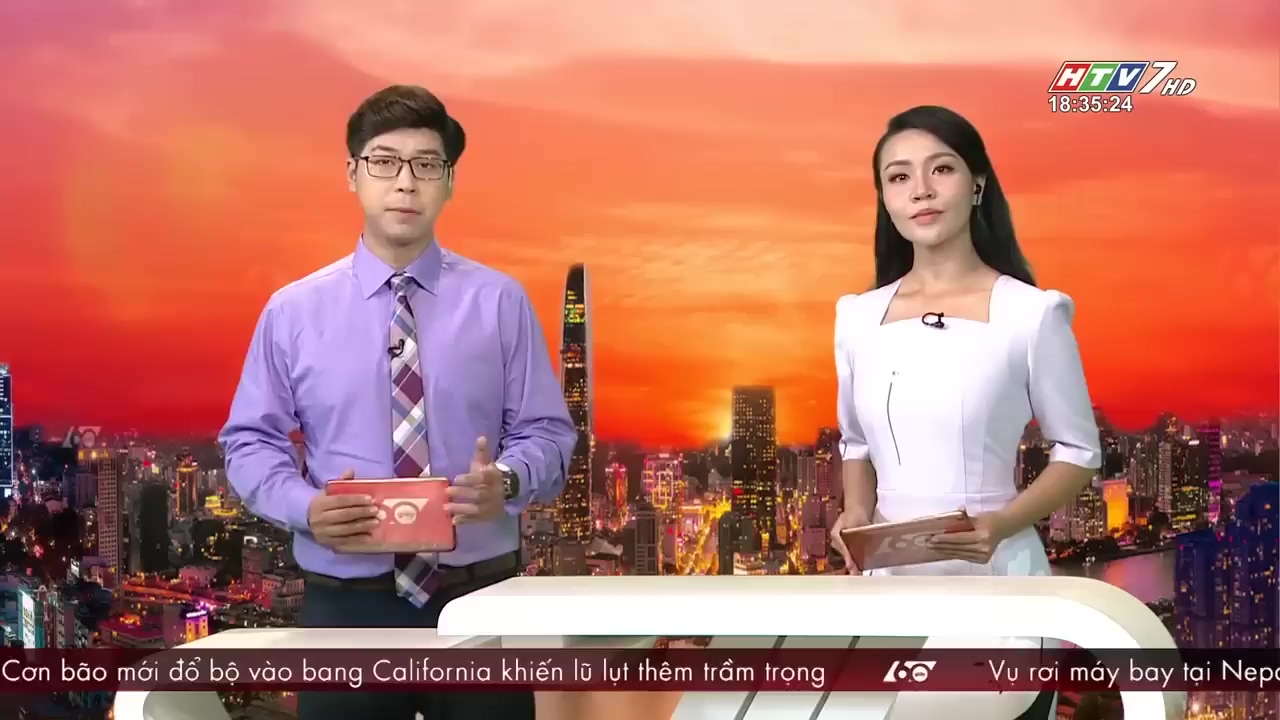 HTV7 HD
18:35:24
Cơn bão mới đổ bộ vào bang California khiến lũ lụt thêm trầm trọng 60 Vụ rơi máy bay tại Nepa